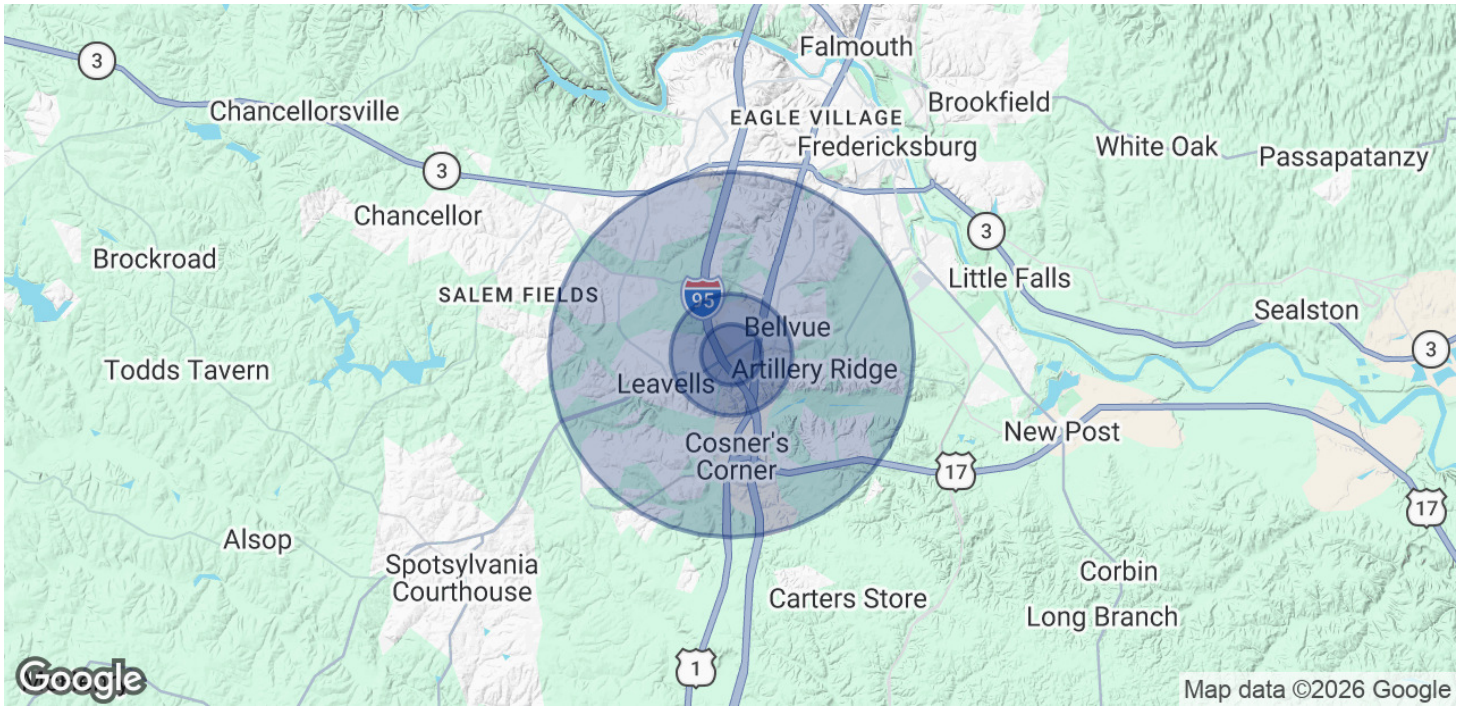 Falmouth
3
Chancellorsville
Brookfield
EAGLE VILLAGE
Fredericksburg
White Oak
Passapatanzy
3
Chancellor
3
Brockroad
Little Falls
SALEM FIELDS
95
Sealston
Bellvue
3
Todds Tavern
Artillery Ridge
Leavells
New Post
Cosner's
Corner
17
17
Alsop
Spotsylvania
Courthouse
Corbin
Carters Store
Long Branch
1
Google
Map data ©2026 Google